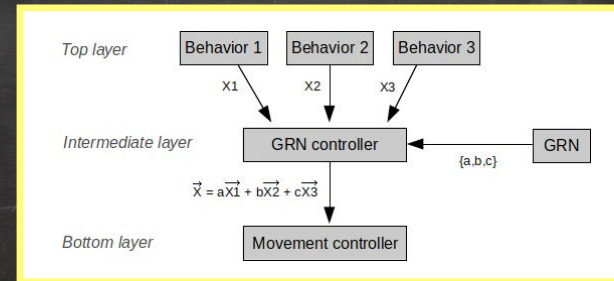 Top layer
Behavior 1
Behavior 2
Behavior 3
X1
X2
X3
Intermediate layer
GRN controller
GRN
{a,b,c}
X = aX1 + bX2 + cX3
Bottom layer
Movement controller